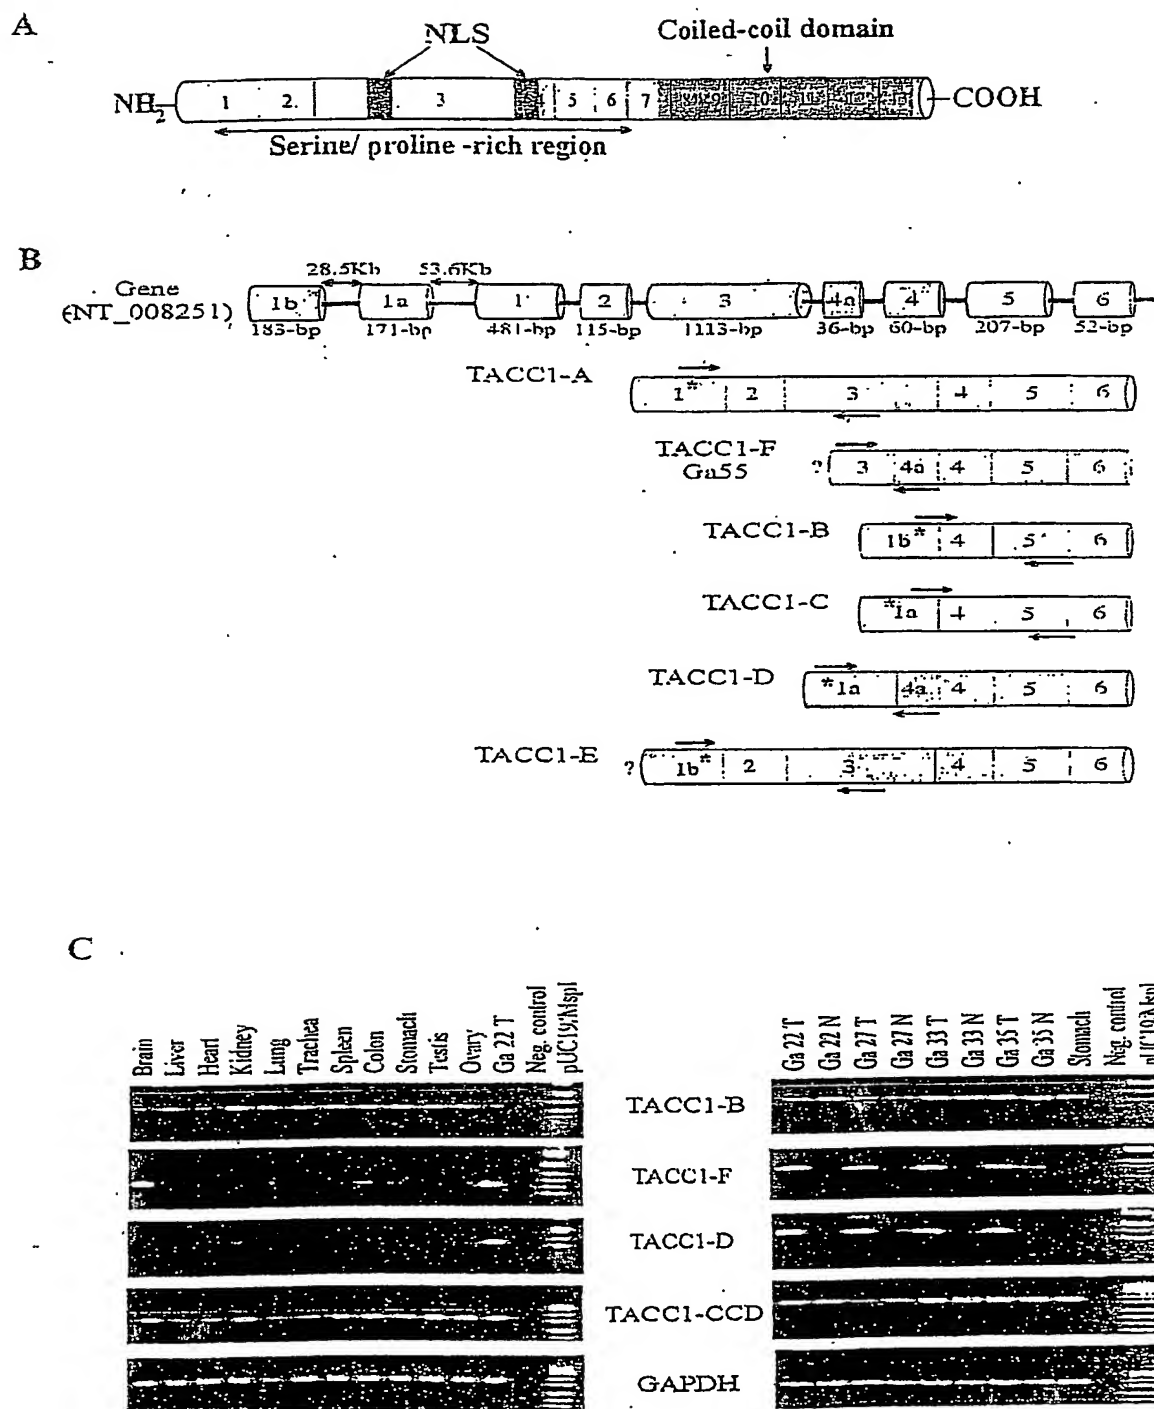 A
NLS
Coiled-coil domain
NH2
1 2. 3 5 6 7 10
COOH
Serine/ proline -rich region
B
28.5Kb 53.6Kb
Gene
(NT_008251)
1b 1a 1 2 3 4a 4 5 6
183-bp 171-bp 481-bp 115-bp 1113-bp 36-bp 60-bp 207-bp 52-bp
TACC1-A
1* 2 3 4 5 6
TACC1-F
Ga55
? 3 4a 4 5 6
TACC1-B
1b* 4 5 6
TACC1-C
*1a 4 5 6
TACC1-D
*1a 4a 4 5 6
TACC1-E
? 1b* 2 3 4 5 6
C
Brain Liver Heart Kidney Lung Trachea Spleen Colon Stomach Testis Ovary Ga 22 T Neg. control pUC19/MspI
Ga 22 T Ga 22 N Ga 27 T Ga 27 N Ga 33 T Ga 33 N Ga 35 T Ga 35 N Stomach Neg. control
TACC1-B
TACC1-F
TACC1-D
TACC1-CCD
GAPDH